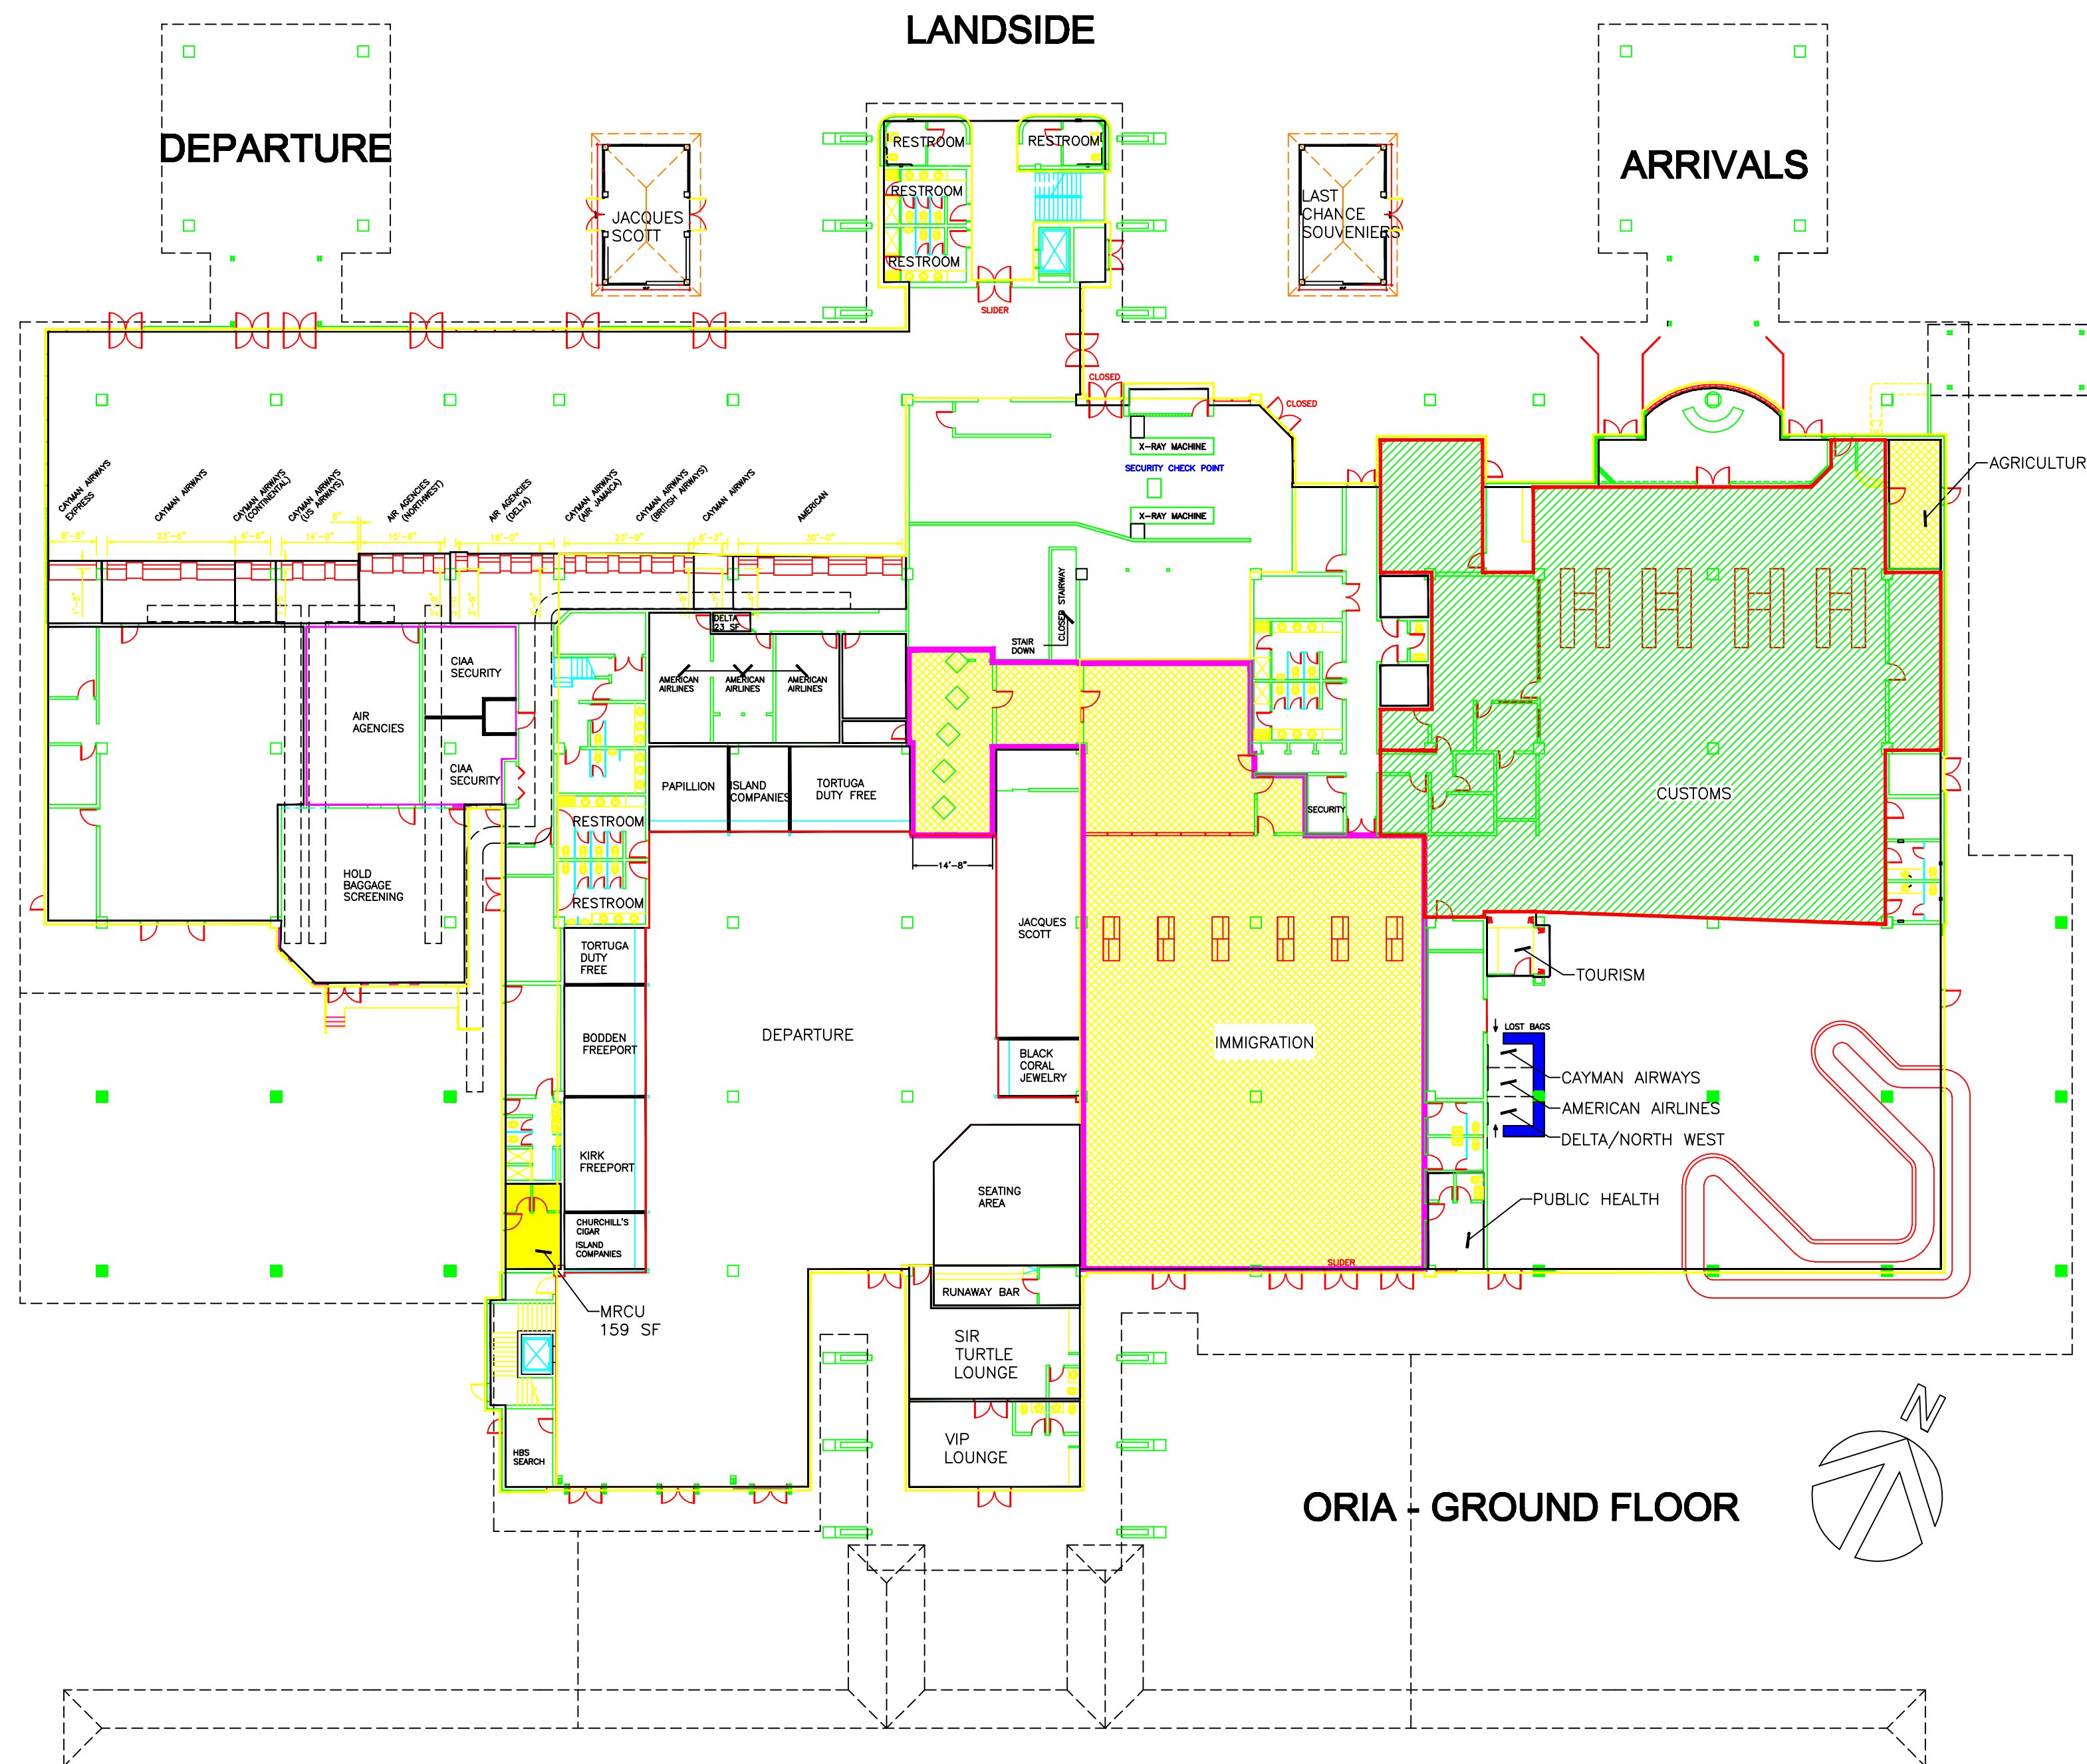 LANDSIDE
DEPARTURE
ARRIVALS
RESTROOM
RESTROOM
RESTROOM
RESTROOM
JACQUES
SCOTT
LAST
CHANCE
SOUVENIERS
SLIDER
CLOSED
CLOSED
X-RAY MACHINE
SECURITY CHECK POINT
X-RAY MACHINE
AGRICULTUR
CAYMAN AIRWAYS
EXPRESS
CAYMAN AIRWAYS
CAYMAN AIRWAYS
(CONTINENTAL)
CAYMAN AIRWAYS
(US AIRWAYS)
AIR AGENCIES
(NORTHWEST)
AIR AGENCIES
(DELTA)
CAYMAN AIRWAYS
(AIR JAMAICA)
CAYMAN AIRWAYS
(BRITISH AIRWAYS)
CAYMAN AIRWAYS
AMERICAN
CLOSED STAIRWAY
STAIR
DOWN
DELTA
23 SF
CIAA
SECURITY
AIR
AGENCIES
CIAA
SECURITY
AMERICAN
AIRLINES
AMERICAN
AIRLINES
AMERICAN
AIRLINES
PAPILLION
ISLAND
COMPANIES
TORTUGA
DUTY FREE
SECURITY
CUSTOMS
RESTROOM
RESTROOM
14'-8"
HOLD
BAGGAGE
SCREENING
JACQUES
SCOTT
TORTUGA
DUTY
FREE
TOURISM
BODDEN
FREEPORT
DEPARTURE
IMMIGRATION
LOST BAGS
BLACK
CORAL
JEWELRY
CAYMAN AIRWAYS
AMERICAN AIRLINES
DELTA/NORTH WEST
KIRK
FREEPORT
SEATING
AREA
PUBLIC HEALTH
CHURCHILL'S
CIGAR
ISLAND
COMPANIES
SLIDER
RUNAWAY BAR
MRCU
159 SF
SIR
TURTLE
LOUNGE
VIP
LOUNGE
HBS
SEARCH
N
ORIA - GROUND FLOOR